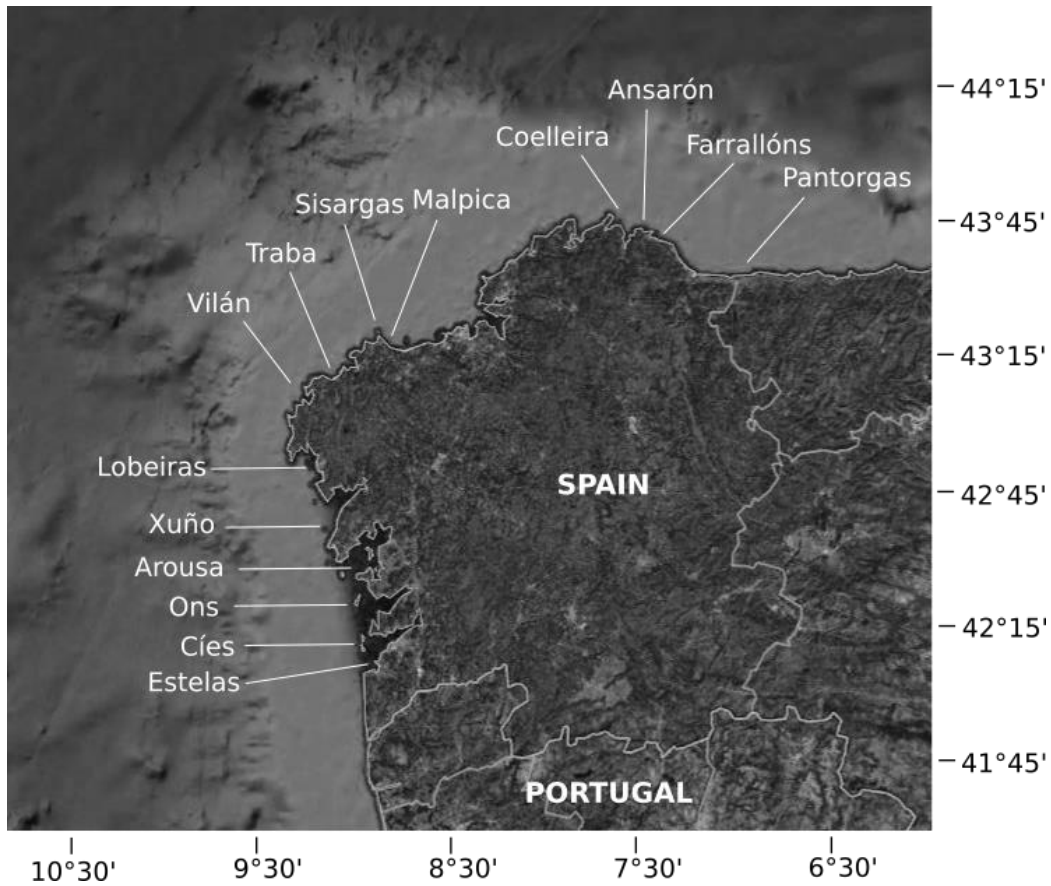 Ansarón
44°15'
Coelleira
Farrallóns
Pantorgas
Sisargas
Malpica
43°45'
Traba
Vilán
43°15'
Lobeiras
SPAIN
42°45'
Xuño
Arousa
Ons
42°15'
Cíes
Estelas
41°45'
PORTUGAL
10°30'
9°30'
8°30'
7°30'
6°30'